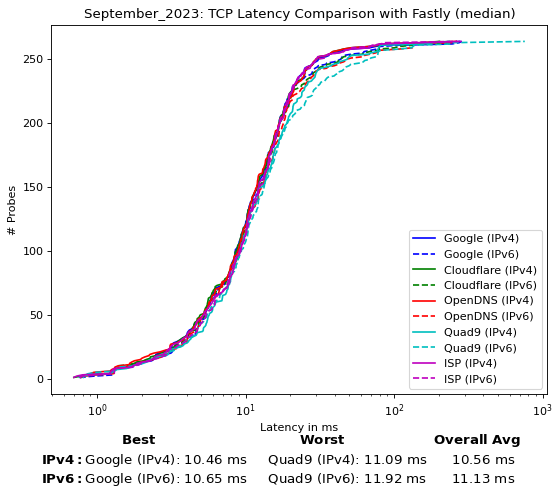 September_2023: TCP Latency Comparison with Fastly (median)
# Probes
250
200
150
100
50
0
Google (IPv4)
Google (IPv6)
Cloudflare (IPv4)
Cloudflare (IPv6)
OpenDNS (IPv4)
OpenDNS (IPv6)
Quad9 (IPv4)
Quad9 (IPv6)
ISP (IPv4)
ISP (IPv6)
10⁰ 10¹ 10² 10³
Latency in ms
Best Worst Overall Avg
IPv4: Google (IPv4): 10.46 ms Quad9 (IPv4): 11.09 ms 10.56 ms
IPv6: Google (IPv6): 10.65 ms Quad9 (IPv6): 11.92 ms 11.13 ms